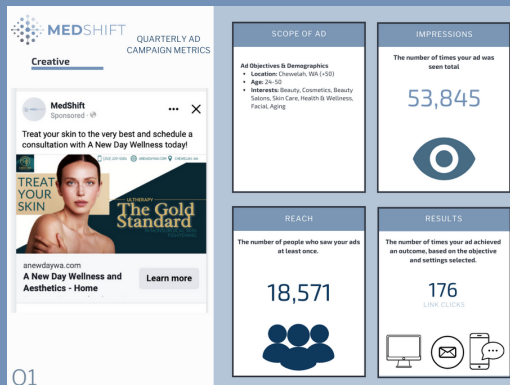 MEDSHIFT
QUARTERLY AD
CAMPAIGN METRICS
Creative
MedShift
Sponsored ·
Treat your skin to the very best and schedule a
consultation with A New Day Wellness today!
ANEWDAYWA.COM
TREAT
YOUR
SKIN
ULTHERAPY
The Gold
Standard
anewdaywa.com
A New Day Wellness and
Aesthetics - Home
Learn more
01
SCOPE OF AD
Ad Objectives & Demographics
• Location: Chewelah, WA (+50)
• Age: 24-50
• Interests: Beauty, Cosmetics, Beauty
Salons, Skin Care, Health & Wellness,
Facial, Aging
IMPRESSIONS
The number of times your ad was
seen total
53,845
REACH
The number of people who saw your ads
at least once.
18,571
RESULTS
The number of times your ad achieved
an outcome, based on the objective
and settings selected.
176
LINK CLICKS